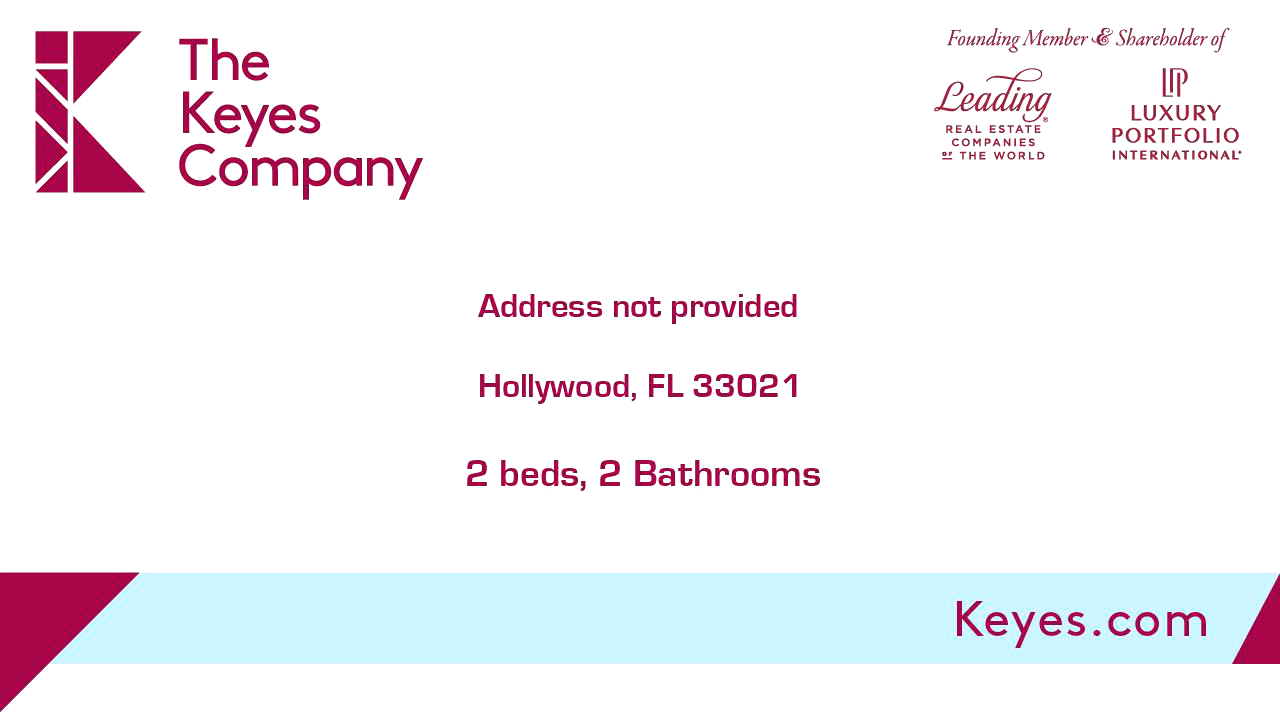 The
Keyes
Company
Founding Member & Shareholder of
Leading®
REAL ESTATE
COMPANIES
OF THE WORLD
LP
LUXURY
PORTFOLIO
INTERNATIONAL
Address not provided
Hollywood, FL 33021
2 beds, 2 Bathrooms
Keyes.com